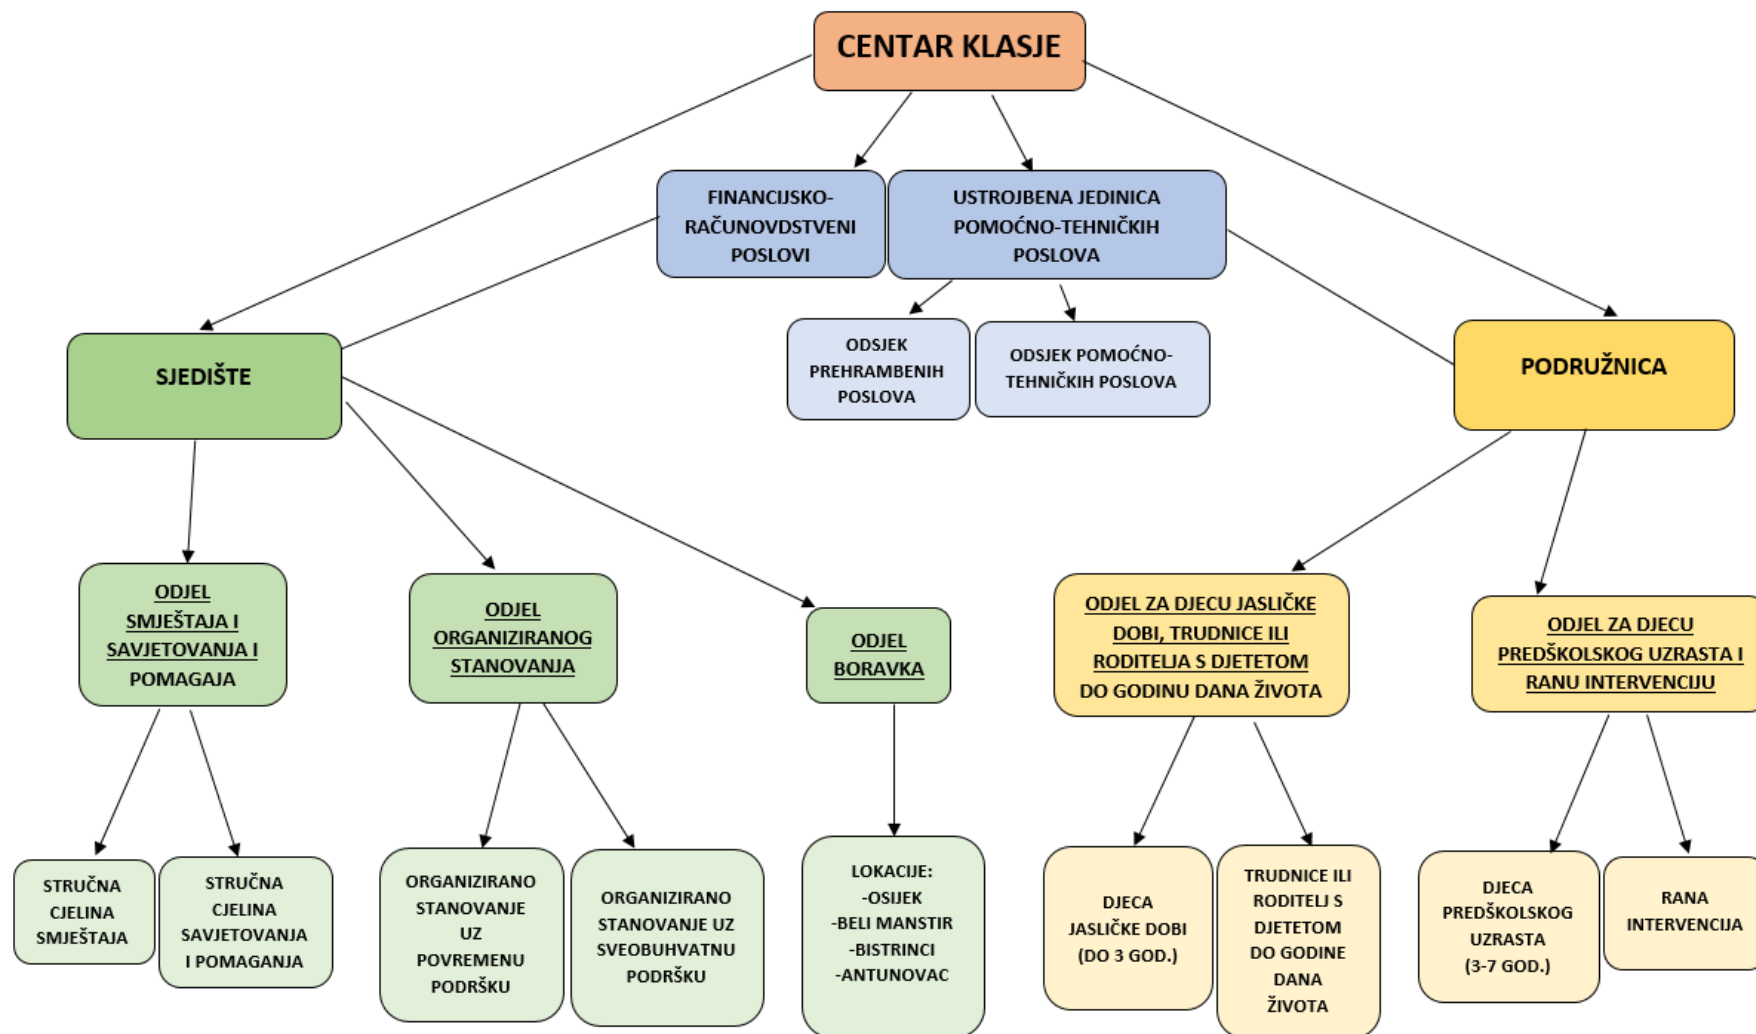 CENTAR KLASJE
FINANCIJSKO-
RAČUNOVDSTVENI
POSLOVI
USTROJBENA JEDINICA
POMOĆNO-TEHNIČKIH
POSLOVA
ODSJEK
PREHRAMBENIH
POSLOVA
ODSJEK POMOĆNO-
TEHNIČKIH POSLOVA
SJEDIŠTE
PODRUŽNICA
ODJEL
SMJEŠTAJA I
SAVJETOVANJA I
POMAGAJA
ODJEL
ORGANIZIRANOG
STANOVANJA
ODJEL
BORAVKA
ODJEL ZA DJECU JASLIČKE
DOBI, TRUDNICE ILI
RODITELJA S DJETETOM
DO GODINU DANA ŽIVOTA
ODJEL ZA DJECU
PREDŠKOLSKOG UZRASTA I
RANU INTERVENCIJU
STRUČNA
CJELINA
SMJEŠTAJA
STRUČNA
CJELINA
SAVJETOVANJA
I POMAGANJA
ORGANIZIRANO
STANOVANJE
UZ
POVREMENU
PODRŠKU
ORGANIZIRANO
STANOVANJE UZ
SVEOBUHVATNU
PODRŠKU
LOKACIJE:
-OSIJEK
-BELI MANSTIR
-BISTRINCI
-ANTUNOVAC
DJECA
JASLIČKE DOBI
(DO 3 GOD.)
TRUDNICE ILI
RODITELJ S
DJETETOM
DO GODINE
DANA
ŽIVOTA
DJECA
PREDŠKOLSKOG
UZRASTA
(3-7 GOD.)
RANA
INTERVENCIJA